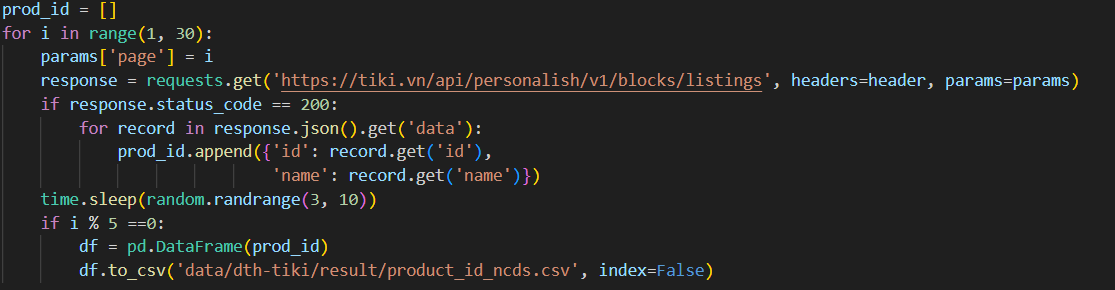 prod_id = []
for i in range(1, 30):
    params['page'] = i
    response = requests.get('https://tiki.vn/api/personalish/v1/blocks/listings', headers=header, params=params)
    if response.status_code == 200:
        for record in response.json().get('data'):
            prod_id.append({'id': record.get('id'),
                            'name': record.get('name')})
    time.sleep(random.randrange(3, 10))
    if i % 5 ==0:
        df = pd.DataFrame(prod_id)
        df.to_csv('data/dth-tiki/result/product_id_ncds.csv', index=False)